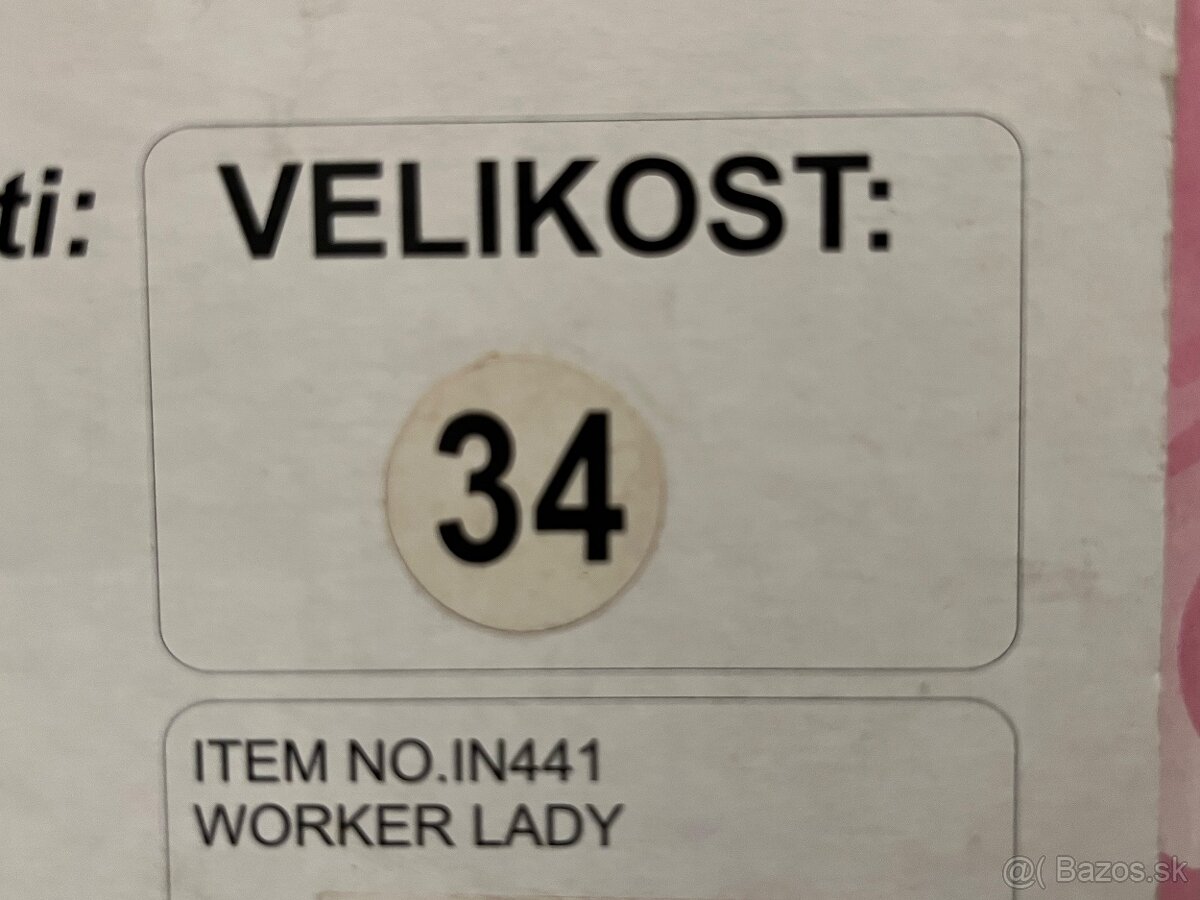 ti:
VELIKOST:
34
ITEM NO.IN441
WORKER LADY
@( Bazos.sk